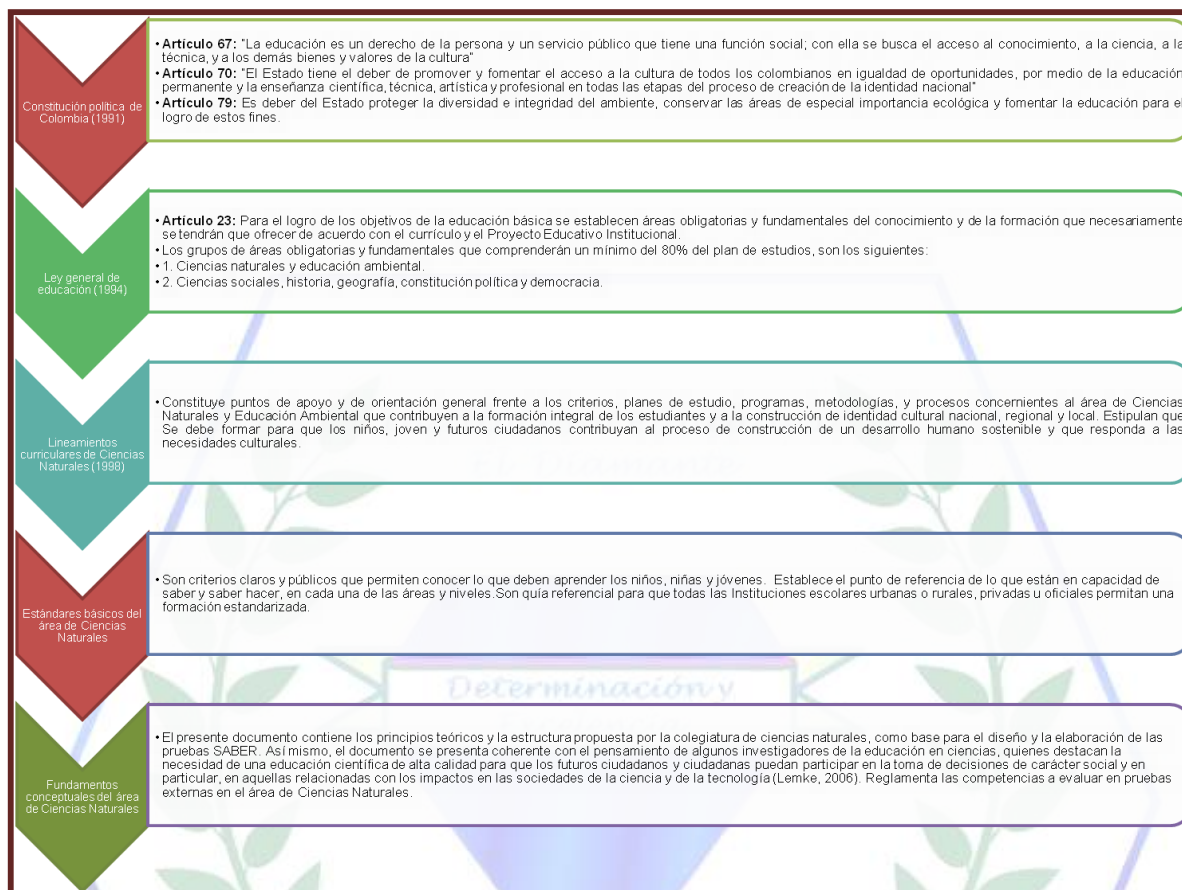 Constitución política de
Colombia (1991)
• Artículo 67: "La educación es un derecho de la persona y un servicio público que tiene una función social; con ella se busca el acceso al conocimiento, a la ciencia, a la
técnica, y a los demás bienes y valores de la cultura"
• Artículo 70: "El Estado tiene el deber de promover y fomentar el acceso a la cultura de todos los colombianos en igualdad de oportunidades, por medio de la educación
permanente y la enseñanza científica, técnica, artística y profesional en todas las etapas del proceso de creación de la identidad nacional"
• Artículo 79: Es deber del Estado proteger la diversidad e integridad del ambiente, conservar las áreas de especial importancia ecológica y fomentar la educación para el
logro de estos fines.
Ley general de
educación (1994)
• Artículo 23: Para el logro de los objetivos de la educación básica se establecen áreas obligatorias y fundamentales del conocimiento y de la formación que necesariamente
se tendrán que ofrecer de acuerdo con el currículo y el Proyecto Educativo Institucional.
• Los grupos de áreas obligatorias y fundamentales que comprenderán un mínimo del 80% del plan de estudios, son los siguientes:
• 1. Ciencias naturales y educación ambiental.
• 2. Ciencias sociales, historia, geografía, constitución política y democracia.
Lineamientos
curriculares de Ciencias
Naturales (1998)
• Constituye puntos de apoyo y de orientación general frente a los criterios, planes de estudio, programas, metodologías, y procesos concernientes al área de Ciencias
Naturales y Educación Ambiental que contribuyen a la formación integral de los estudiantes y a la construcción de identidad cultural nacional, regional y local. Estipulan que
Se debe formar para que los niños, joven y futuros ciudadanos contribuyan al proceso de construcción de un desarrollo humano sostenible y que responda a las
necesidades culturales.
Estándares básicos del
área de Ciencias
Naturales
• Son criterios claros y públicos que permiten conocer lo que deben aprender los niños, niñas y jóvenes. Establece el punto de referencia de lo que están en capacidad de
saber y saber hacer, en cada una de las áreas y niveles.Son guía referencial para que todas las Instituciones escolares urbanas o rurales, privadas u oficiales permitan una
formación estandarizada.
Determinación y
Fundamentos
conceptuales del área
de Ciencias Naturales
• El presente documento contiene los principios teóricos y la estructura propuesta por la colegiatura de ciencias naturales, como base para el diseño y la elaboración de las
pruebas SABER. Así mismo, el documento se presenta coherente con el pensamiento de algunos investigadores de la educación en ciencias, quienes destacan la
necesidad de una educación científica de alta calidad para que los futuros ciudadanos y ciudadanas puedan participar en la toma de decisiones de carácter social y en
particular, en aquellas relacionadas con los impactos en las sociedades de la ciencia y de la tecnología (Lemke, 2006). Reglamenta las competencias a evaluar en pruebas
externas en el área de Ciencias Naturales.